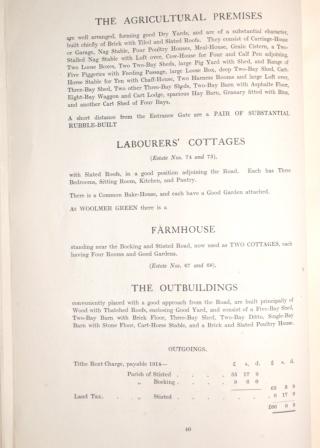 THE AGRICULTURAL PREMISES
are well arranged, forming good Dry Yards, and are of a substantial character,
built chiefly of Brick with Tiled and Slated Roofs. They consist of Carriage-House
or Garage, Nag Stable, Four Poultry Houses, Meal-House, Grain Cistern, a Two-
Stalled Nag Stable with Loft over, Cow-House for Four and Calf Pen adjoining,
Two Loose Boxes, Two Two-Bay Sheds, large Pig Yard with Shed, and Range of
Five Piggeries with Feeding Passage, large Loose Box, deep Two-Bay Shed, Cart-
Horse Stable for Ten with Chaff-House, Two Harness Rooms and large Loft over,
Three-Bay Shed, Two other Three-Bay Sheds, Two-Bay Barn with Asphalte Floor,
Eight-Bay Waggon and Cart Lodge, spacious Hay Barn, Granary fitted with Bins,
and another Cart Shed of Four Bays.
A short distance from the Entrance Gate are a PAIR OF SUBSTANTIAL
RUBBLE-BUILT
LABOURERS' COTTAGES
(Estate Nos. 74 and 75),
with Slated Roofs, in a good position adjoining the Road. Each has Three
Bedrooms, Sitting Room, Kitchen, and Pantry.
There is a Common Bake-House, and each have a Good Garden attached.
At WOOLMER GREEN there is a
FARMHOUSE
standing near the Bocking and Stisted Road, now used as TWO COTTAGES, each
having Four Rooms and Good Gardens.
(Estate Nos. 67 and 68),
THE OUTBUILDINGS
conveniently placed with a good approach from the Road, are built principally of
Wood with Thatched Roofs, enclosing Good Yard, and consist of a Five-Bay Shed,
Two-Bay Barn with Brick Floor, Three-Bay Shed, Two-Bay Ditto, Single-Bay
Barn with Stone Floor, Cart-Horse Stable, and a Brick and Slated Poultry House.
OUTGOINGS.
Tithe Rent Charge, payable 1914— £ s. d. £ s. d.
Parish of Stisted
" Bocking
Land Tax. " Stisted